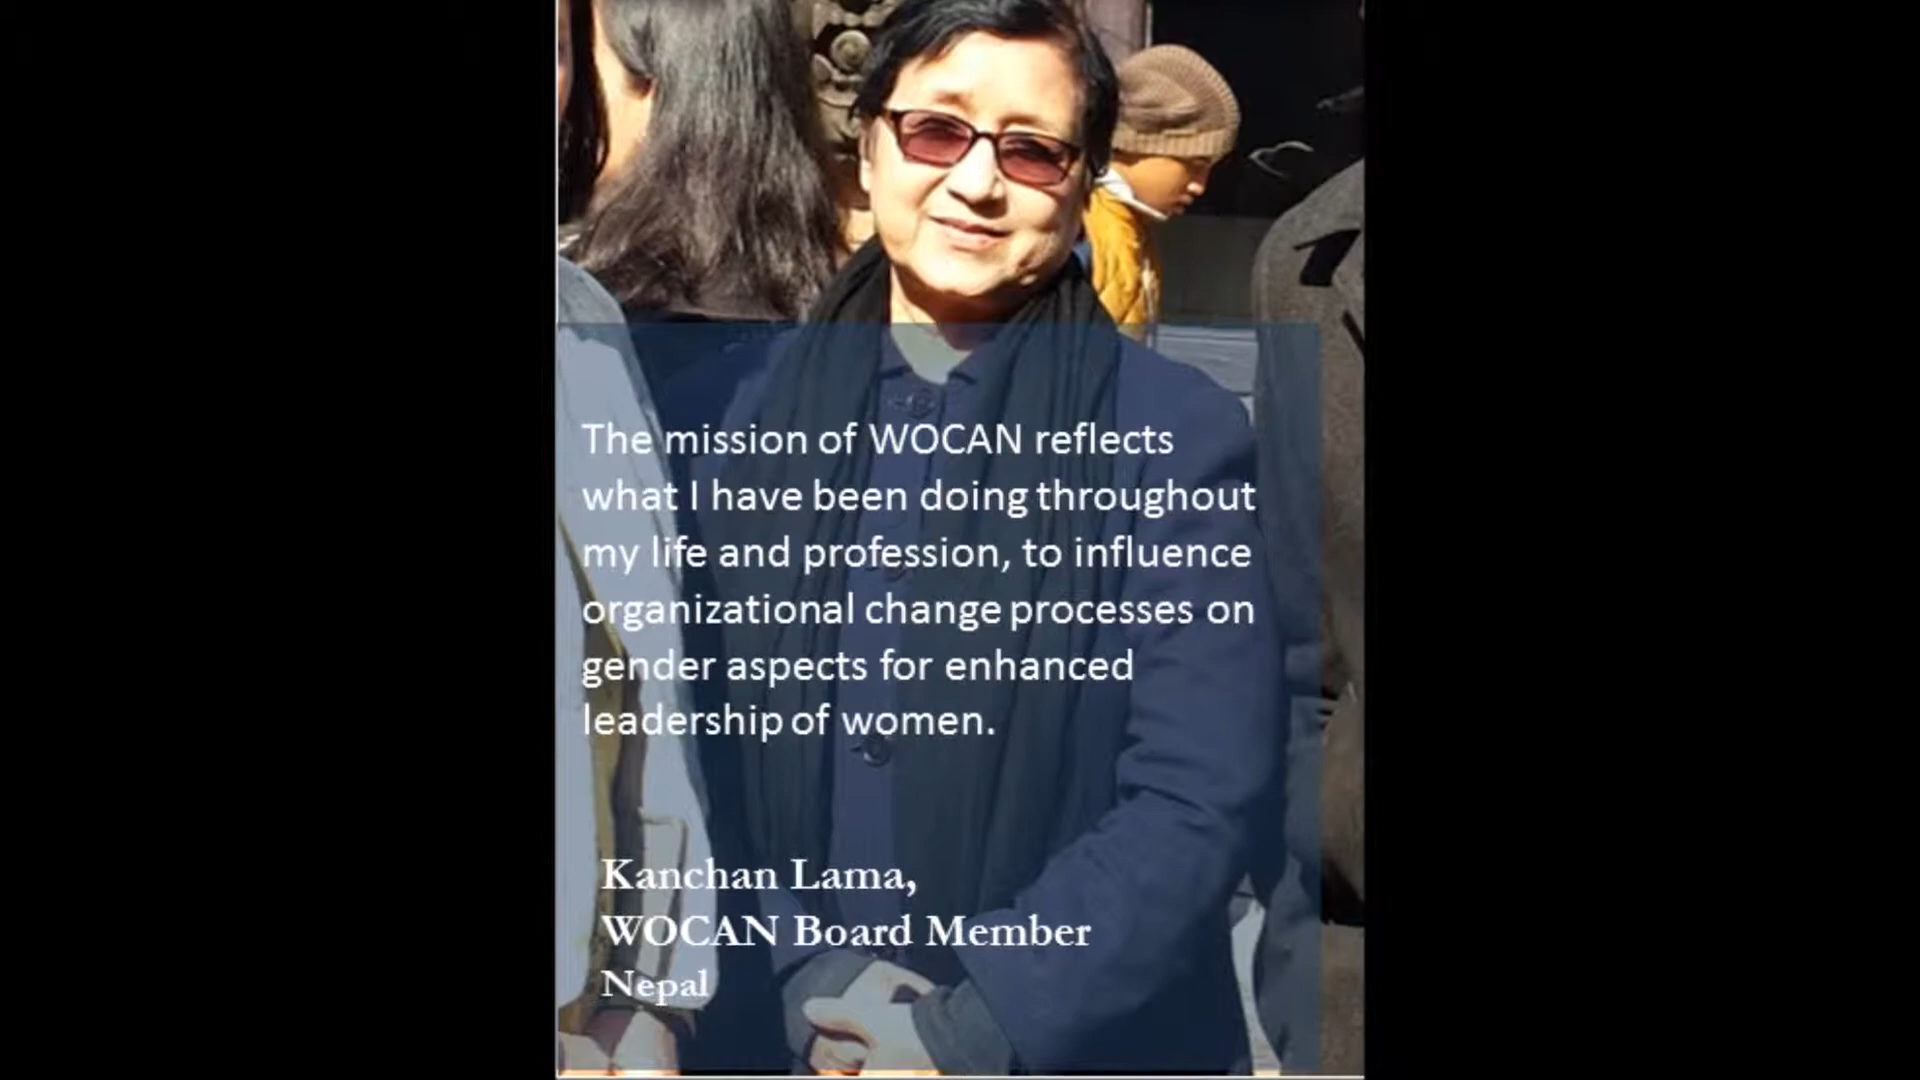 The mission of WOCAN reflects
what I have been doing throughout
my life and profession, to influence
organizational change processes on
gender aspects for enhanced
leadership of women.
Kanchan Lama,
WOCAN Board Member
Nepal